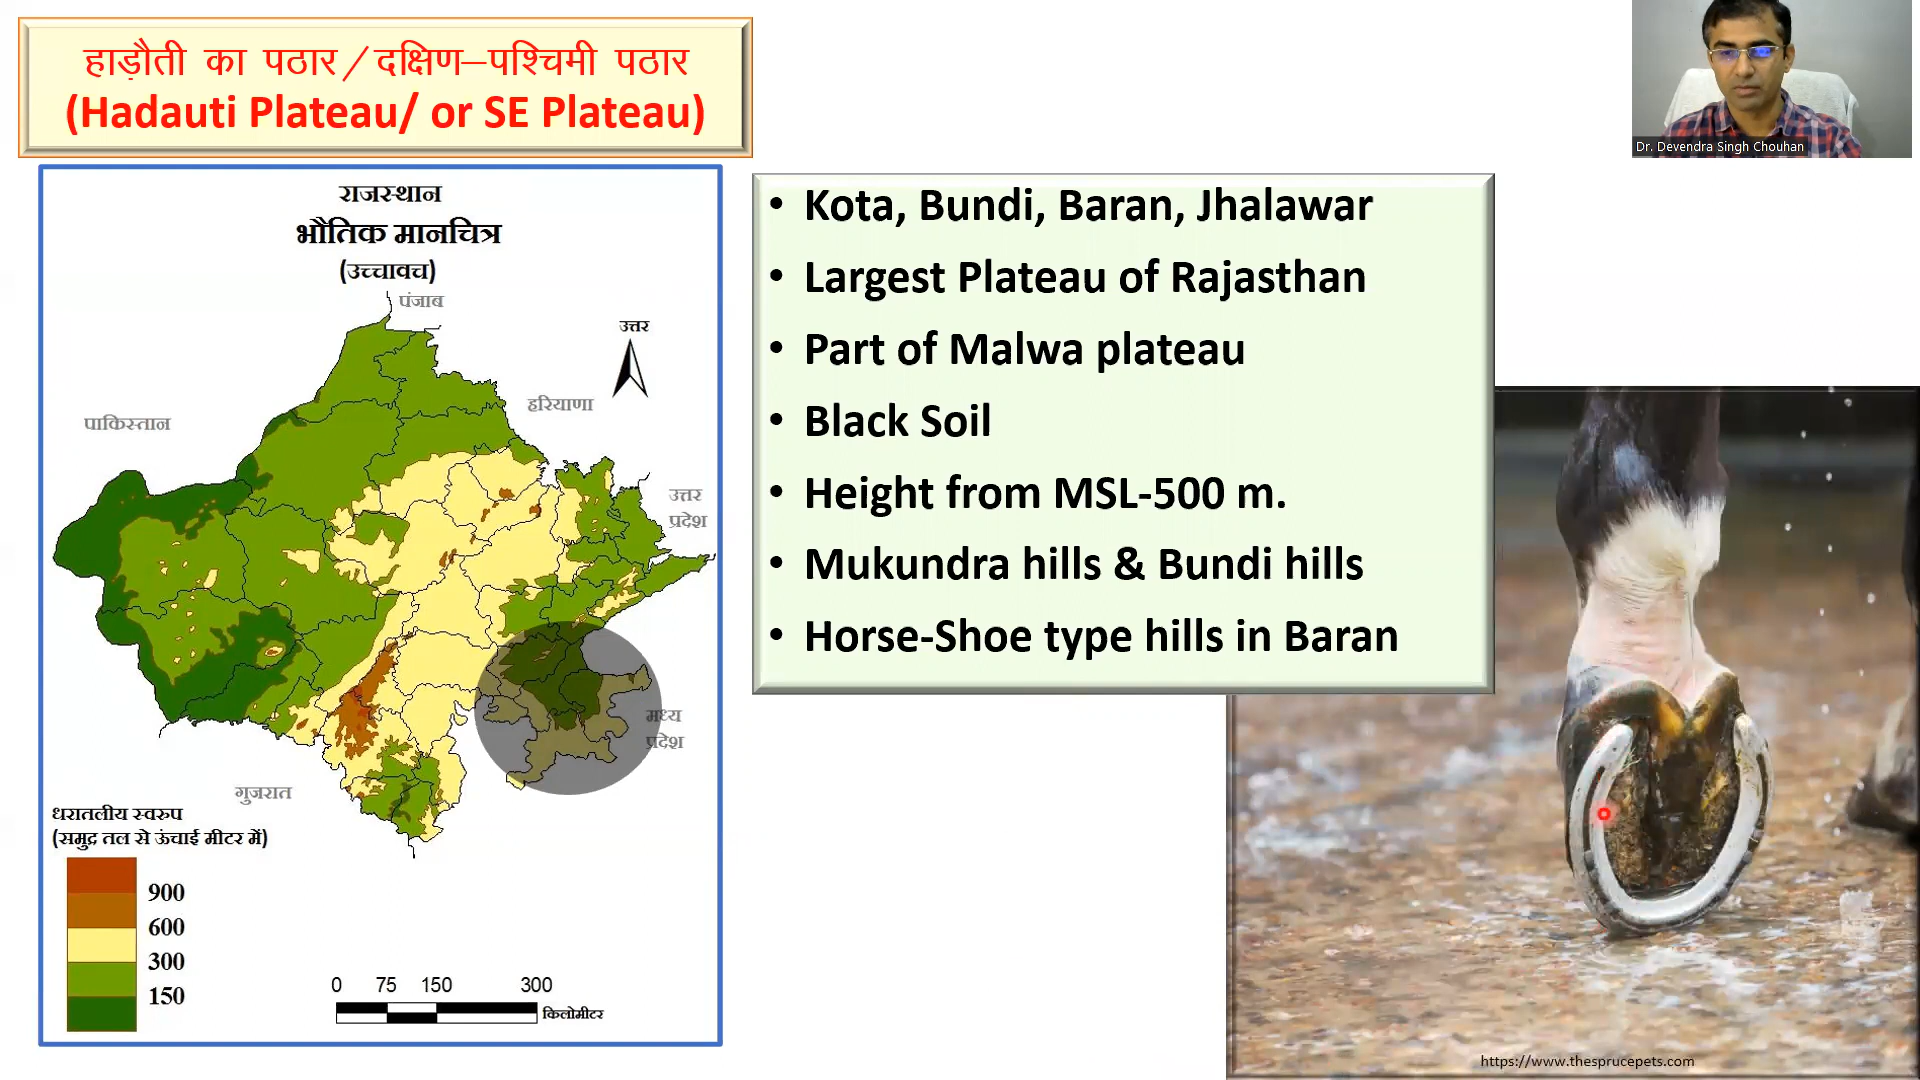 हाड़ौती का पठार/दक्षिण–पश्चिमी पठार
(Hadauti Plateau/ or SE Plateau)
Dr. Devendra Singh Chouhan
राजस्थान
भौतिक मानचित्र
(उच्चावच)
पंजाब
उत्तर
हरियाणा
पाकिस्तान
उत्तर
प्रदेश
मध्य
प्रदेश
गुजरात
धरातलीय स्वरुप
(समुद्र तल से ऊंचाई मीटर में)
900
600
300
150
0 75 150 300
किलोमीटर
• Kota, Bundi, Baran, Jhalawar
• Largest Plateau of Rajasthan
• Part of Malwa plateau
• Black Soil
• Height from MSL-500 m.
• Mukundra hills & Bundi hills
• Horse-Shoe type hills in Baran
https://www.thesprucepets.com